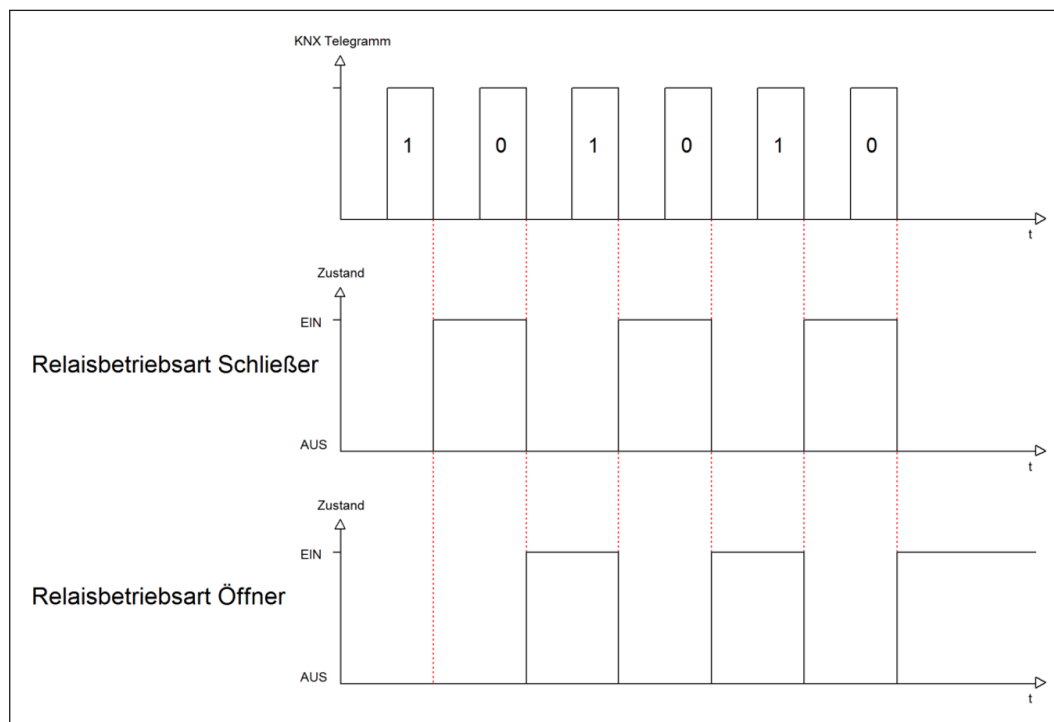 KNX Telegramm
1 0 1 0 1 0
t
Zustand
EIN
Relaisbetriebsart Schließer
AUS
t
Zustand
EIN
Relaisbetriebsart Öffner
AUS
t